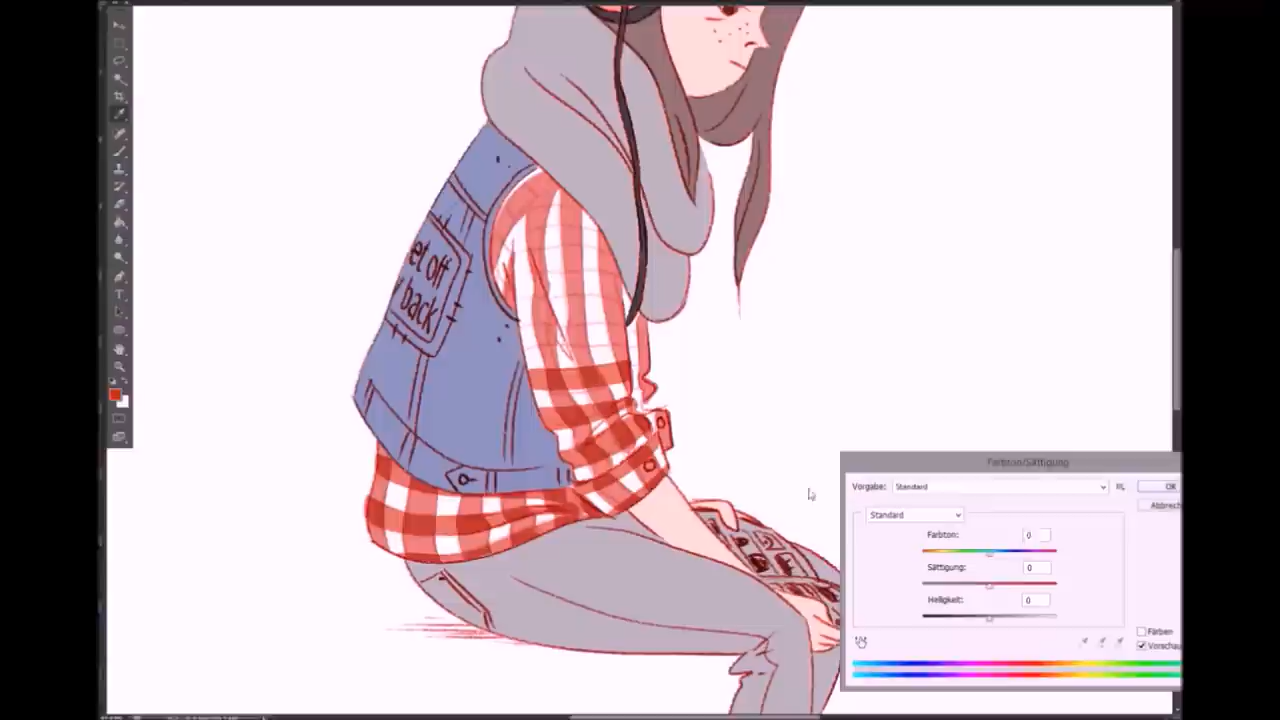 et off
back
Farbton/Sättigung
Vorgabe: Standard
OK
Abbrech
Standard
Farbton: 0
Sättigung: 0
Helligkeit: 0
Färben
Vorschau